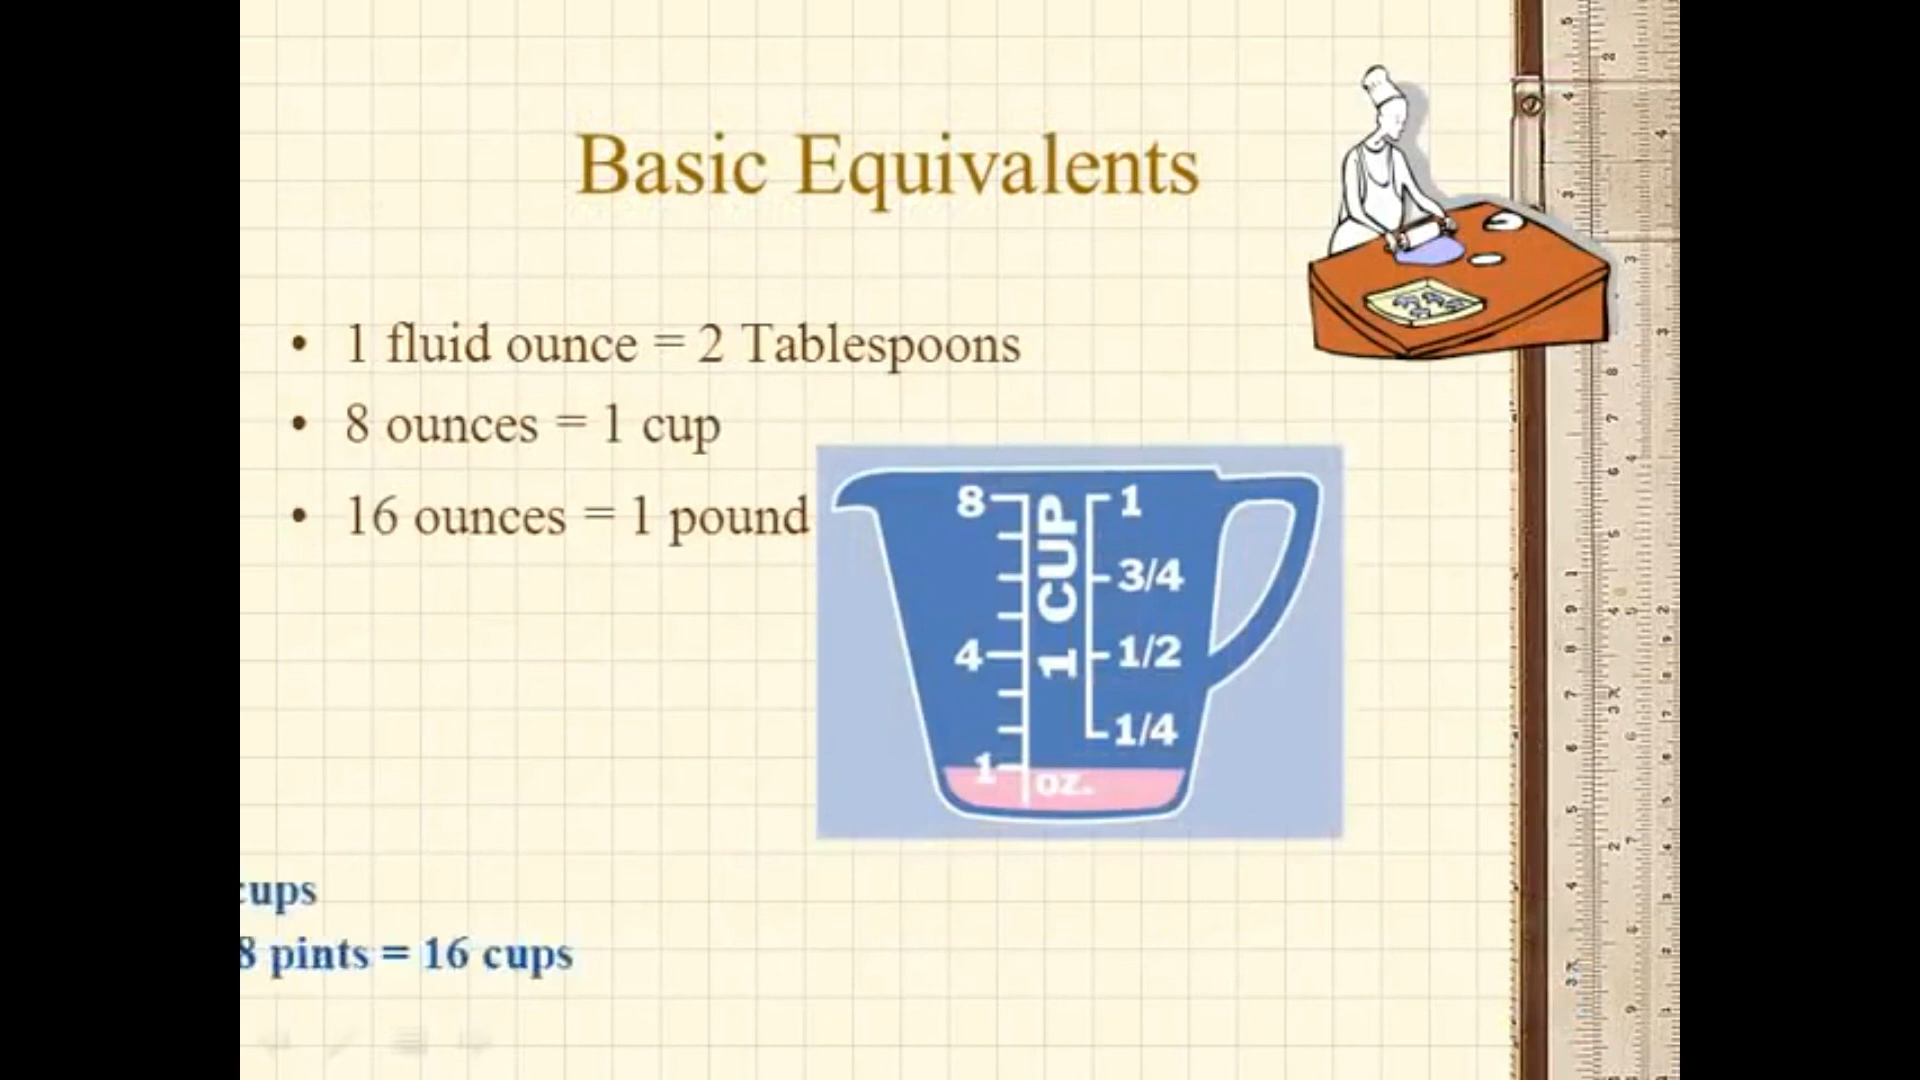 Basic Equivalents
• 1 fluid ounce = 2 Tablespoons
• 8 ounces = 1 cup
• 16 ounces = 1 pound
8 1
3/4
4 1/2
1/4
1 oz.
1 CUP
cups
8 pints = 16 cups